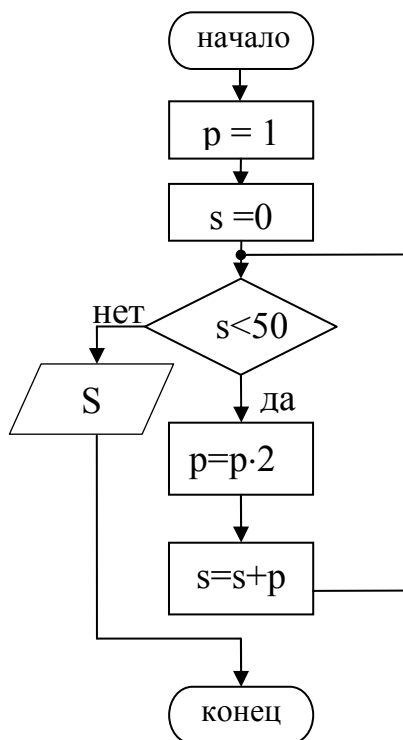 начало
p = 1
s =0
s<50
нет
S
да
p=p·2
s=s+p
конец